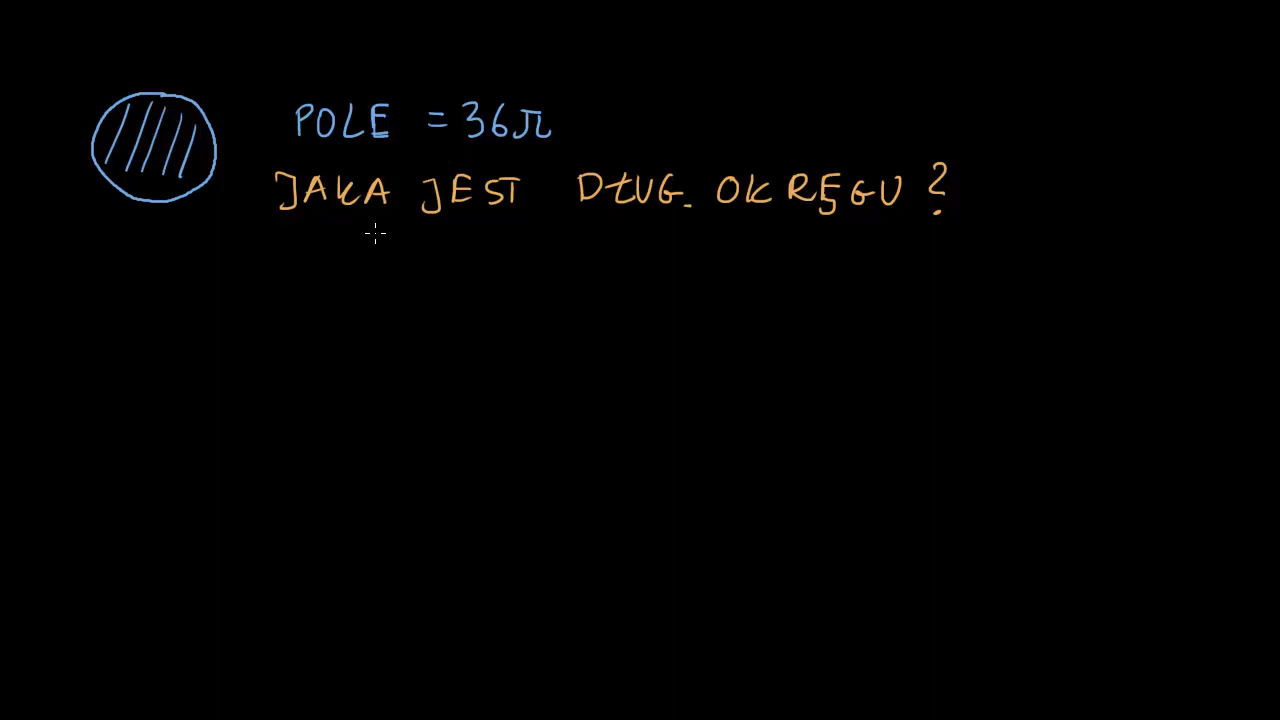 POLE = 36π
JAKA JEST DŁUG. OKRĘGU ?